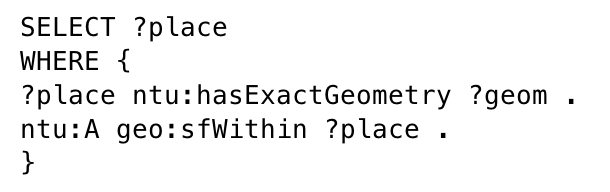 SELECT ?place
WHERE {
?place ntu:hasExactGeometry ?geom .
ntu:A geo:sfWithin ?place .
}